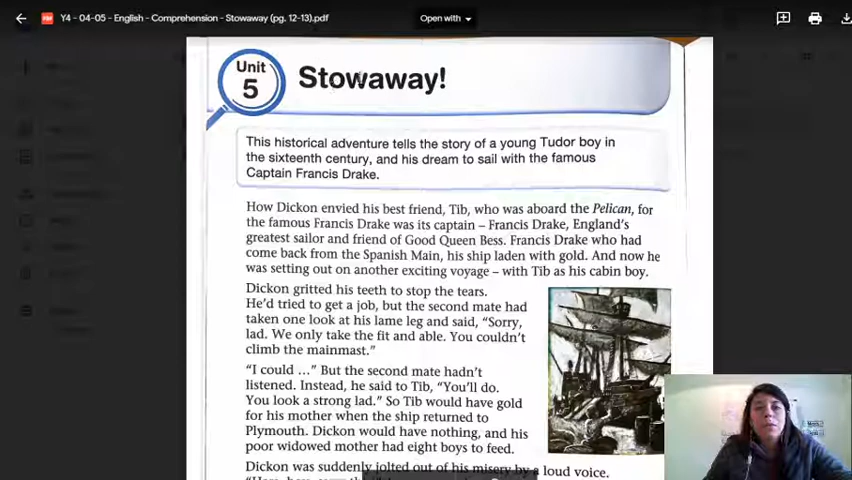 Y4 - 04-05 - English - Comprehension - Stowaway (pg. 12-13).pdf
Open with
Unit
5
Stowaway!
This historical adventure tells the story of a young Tudor boy in
the sixteenth century, and his dream to sail with the famous
Captain Francis Drake.
How Dickon envied his best friend, Tib, who was aboard the Pelican, for
the famous Francis Drake was its captain – Francis Drake, England's
greatest sailor and friend of Good Queen Bess. Francis Drake who had
come back from the Spanish Main, his ship laden with gold. And now he
was setting out on another exciting voyage – with Tib as his cabin boy.
Dickon gritted his teeth to stop the tears.
He'd tried to get a job, but the second mate had
taken one look at his lame leg and said, "Sorry,
lad. We only take the fit and able. You couldn't
climb the mainmast."
"I could ..." But the second mate hadn't
listened. Instead, he said to Tib, "You'll do.
You look a strong lad." So Tib would have gold
for his mother when the ship returned to
Plymouth. Dickon would have nothing, and his
poor widowed mother had eight boys to feed.
Dickon was suddenly jolted out of his misery by a loud voice.